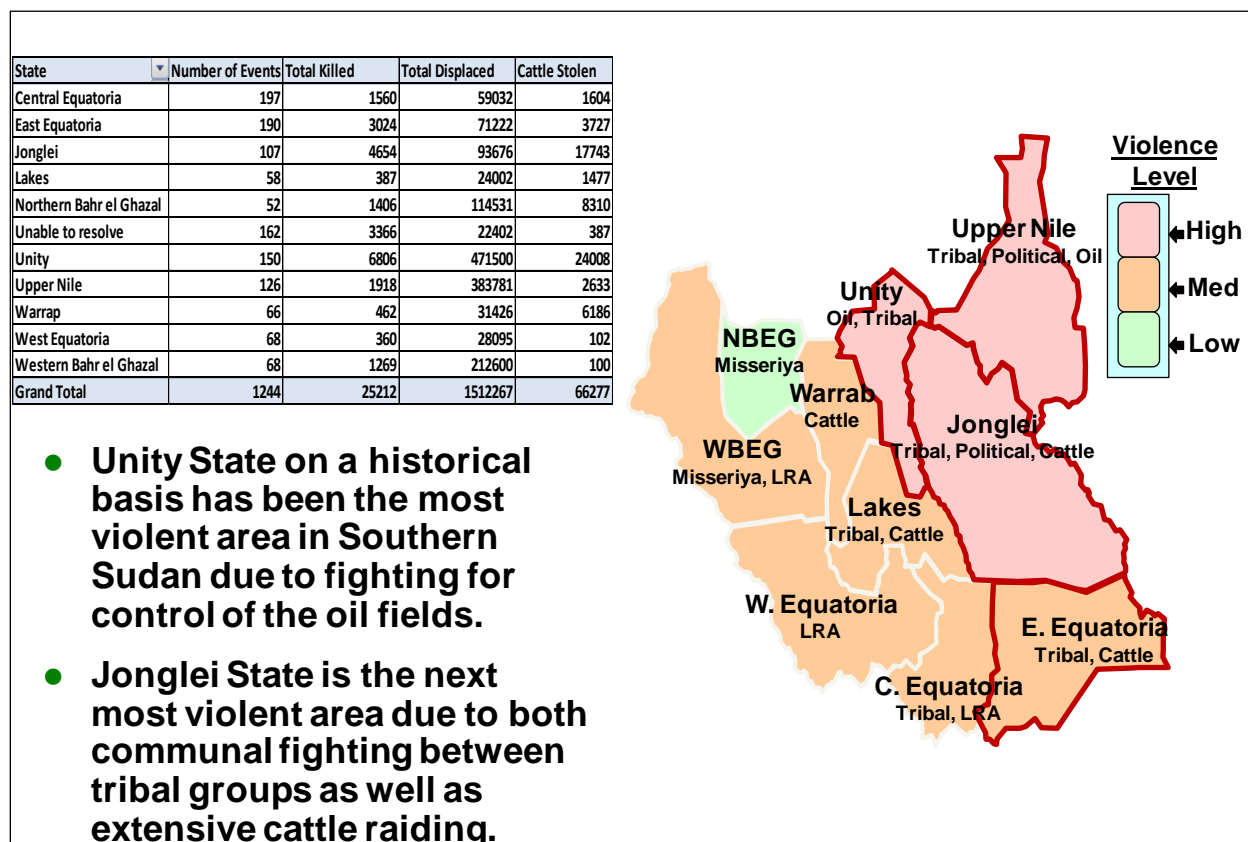 State Number of Events Total Killed Total Displaced Cattle Stolen
Central Equatoria 197 1560 59032 1604
East Equatoria 190 3024 71222 3727
Jonglei 107 4654 93676 17743
Lakes 58 387 24002 1477
Northern Bahr el Ghazal 52 1406 114531 8310
Unable to resolve 162 3366 22402 387
Unity 150 6806 471500 24008
Upper Nile 126 1918 383781 2633
Warrap 66 462 31426 6186
West Equatoria 68 360 28095 102
Western Bahr el Ghazal 68 1269 212600 100
Grand Total 1244 25212 1512267 66277
● Unity State on a historical
basis has been the most
violent area in Southern
Sudan due to fighting for
control of the oil fields.
● Jonglei State is the next
most violent area due to both
communal fighting between
tribal groups as well as
extensive cattle raiding.
Violence
Level
High
Med
Low
Upper Nile
Tribal, Political, Oil
Unity
Oil, Tribal
NBEG
Misseriya
Warrab
Cattle
Jonglei
Tribal, Political, Cattle
WBEG
Misseriya, LRA
Lakes
Tribal, Cattle
W. Equatoria
LRA
E. Equatoria
Tribal, Cattle
C. Equatoria
Tribal, LRA